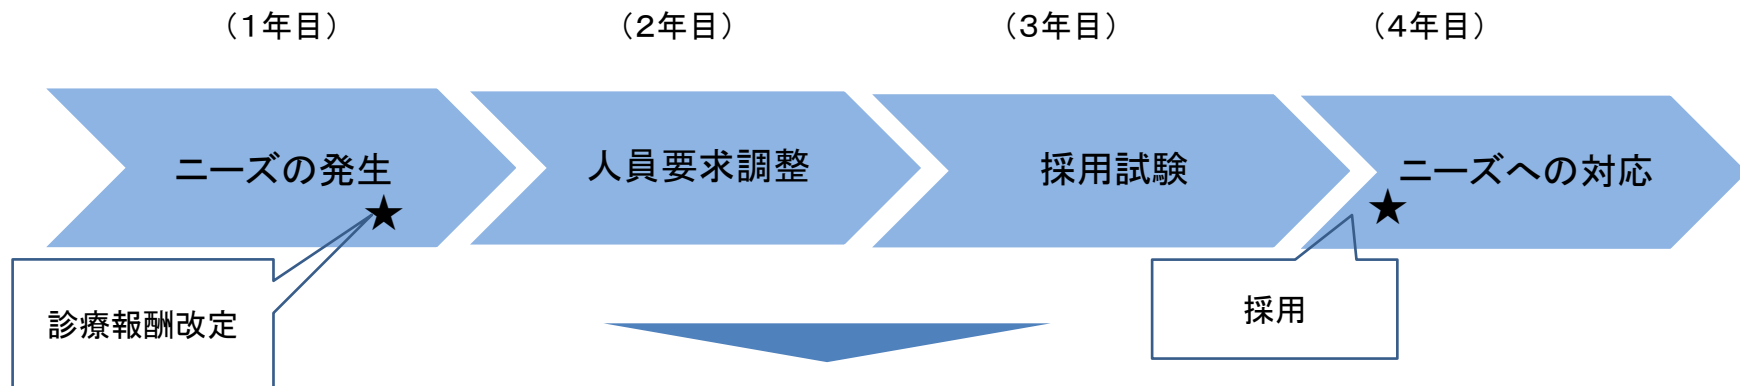 （１年目）
（２年目）
（３年目）
（４年目）
ニーズの発生
人員要求調整
採用試験
ニーズへの対応
★
★
診療報酬改定
採用